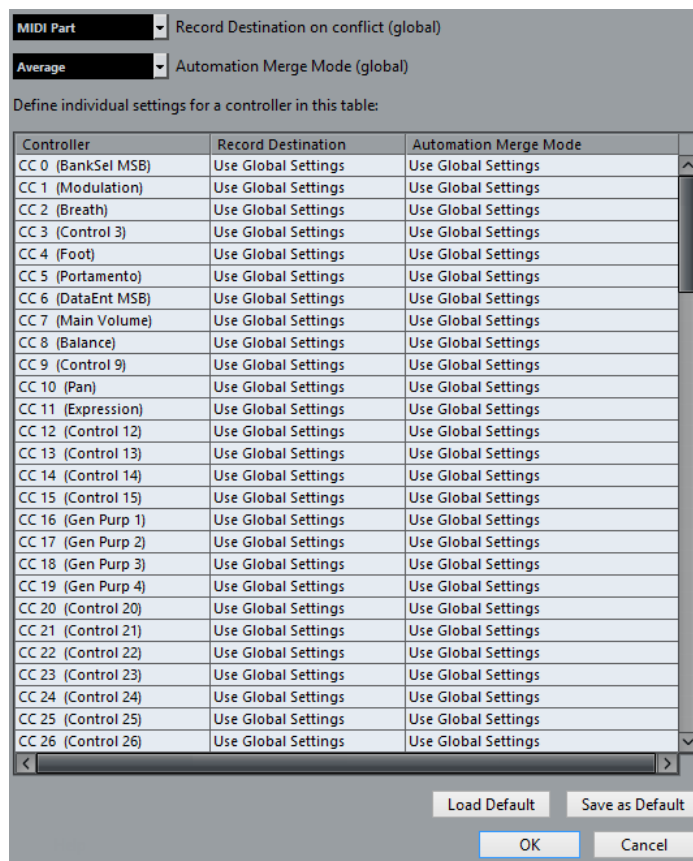 MIDI Part Record Destination on conflict (global)
Average Automation Merge Mode (global)
Define individual settings for a controller in this table:
Controller Record Destination Automation Merge Mode
CC 0 (BankSel MSB) Use Global Settings Use Global Settings
CC 1 (Modulation) Use Global Settings Use Global Settings
CC 2 (Breath) Use Global Settings Use Global Settings
CC 3 (Control 3) Use Global Settings Use Global Settings
CC 4 (Foot) Use Global Settings Use Global Settings
CC 5 (Portamento) Use Global Settings Use Global Settings
CC 6 (DataEnt MSB) Use Global Settings Use Global Settings
CC 7 (Main Volume) Use Global Settings Use Global Settings
CC 8 (Balance) Use Global Settings Use Global Settings
CC 9 (Control 9) Use Global Settings Use Global Settings
CC 10 (Pan) Use Global Settings Use Global Settings
CC 11 (Expression) Use Global Settings Use Global Settings
CC 12 (Control 12) Use Global Settings Use Global Settings
CC 13 (Control 13) Use Global Settings Use Global Settings
CC 14 (Control 14) Use Global Settings Use Global Settings
CC 15 (Control 15) Use Global Settings Use Global Settings
CC 16 (Gen Purp 1) Use Global Settings Use Global Settings
CC 17 (Gen Purp 2) Use Global Settings Use Global Settings
CC 18 (Gen Purp 3) Use Global Settings Use Global Settings
CC 19 (Gen Purp 4) Use Global Settings Use Global Settings
CC 20 (Control 20) Use Global Settings Use Global Settings
CC 21 (Control 21) Use Global Settings Use Global Settings
CC 22 (Control 22) Use Global Settings Use Global Settings
CC 23 (Control 23) Use Global Settings Use Global Settings
CC 24 (Control 24) Use Global Settings Use Global Settings
CC 25 (Control 25) Use Global Settings Use Global Settings
CC 26 (Control 26) Use Global Settings Use Global Settings
Load Default Save as Default
OK Cancel